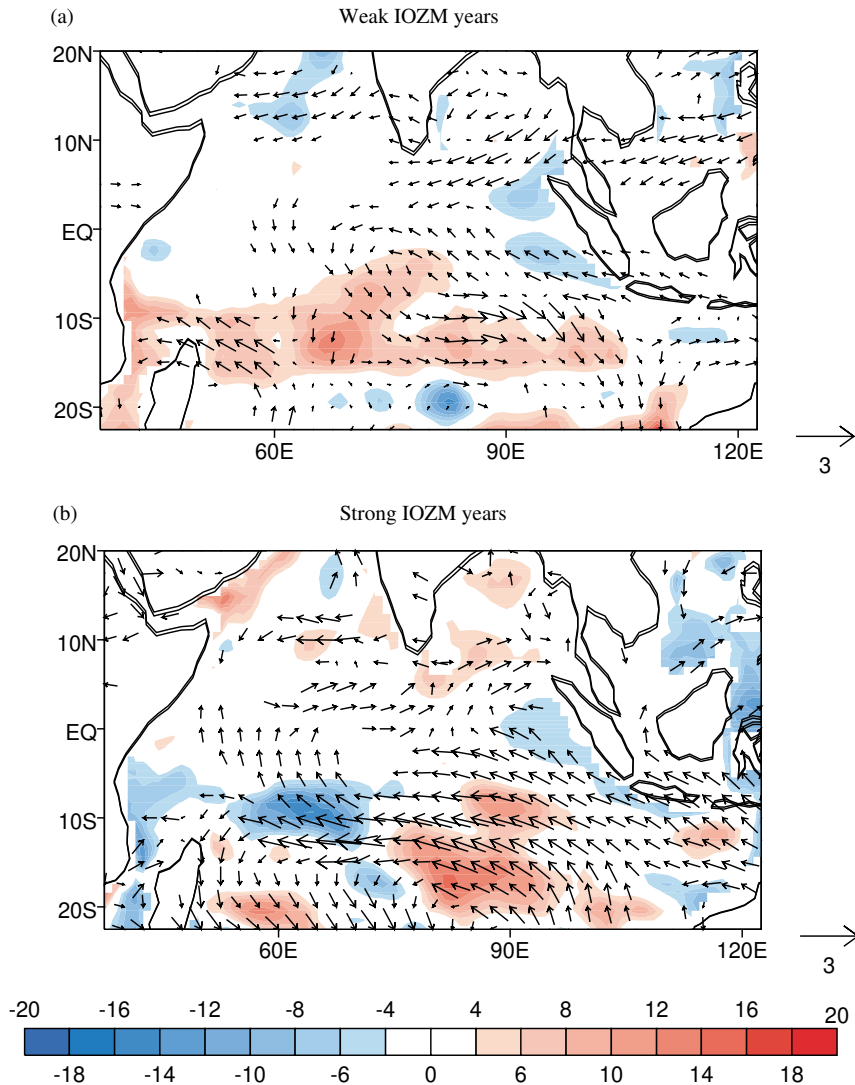 (a)
Weak IOZM years
20N
10N
EQ
10S
20S
60E 90E 120E
3
(b)
Strong IOZM years
20N
10N
EQ
10S
20S
60E 90E 120E
3
-20 -16 -12 -8 -4 4 8 12 16 20
-18 -14 -10 -6 0 6 10 14 18